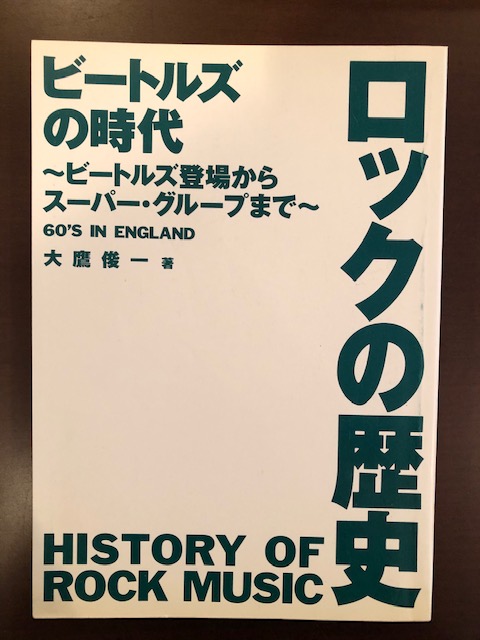 ロックの歴史
ビートルズ
の時代
～ビートルズ登場から
スーパー・グループまで～
60'S IN ENGLAND
大鷹俊一 著
HISTORY OF
ROCK MUSIC